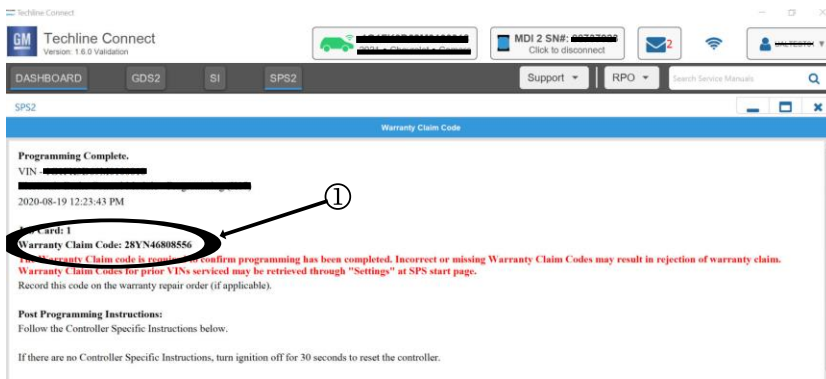 Techline Connect
GM
Techline Connect
Version: 1.6.0 Validation
MDI 2 SN#:
Click to disconnect
2
DASHBOARD
GDS2
SI
SPS2
Support
RPO
Search Service Manuals
SPS2
Warranty Claim Code
Programming Complete.
VIN -
2020-08-19 12:23:43 PM
Card: 1
①
Warranty Claim Code: 28YN46808556
The Warranty Claim code is required to confirm programming has been completed. Incorrect or missing Warranty Claim Codes may result in rejection of warranty claim.
Warranty Claim Codes for prior VINs serviced may be retrieved through "Settings" at SPS start page.
Record this code on the warranty repair order (if applicable).
Post Programming Instructions:
Follow the Controller Specific Instructions below.
If there are no Controller Specific Instructions, turn ignition off for 30 seconds to reset the controller.